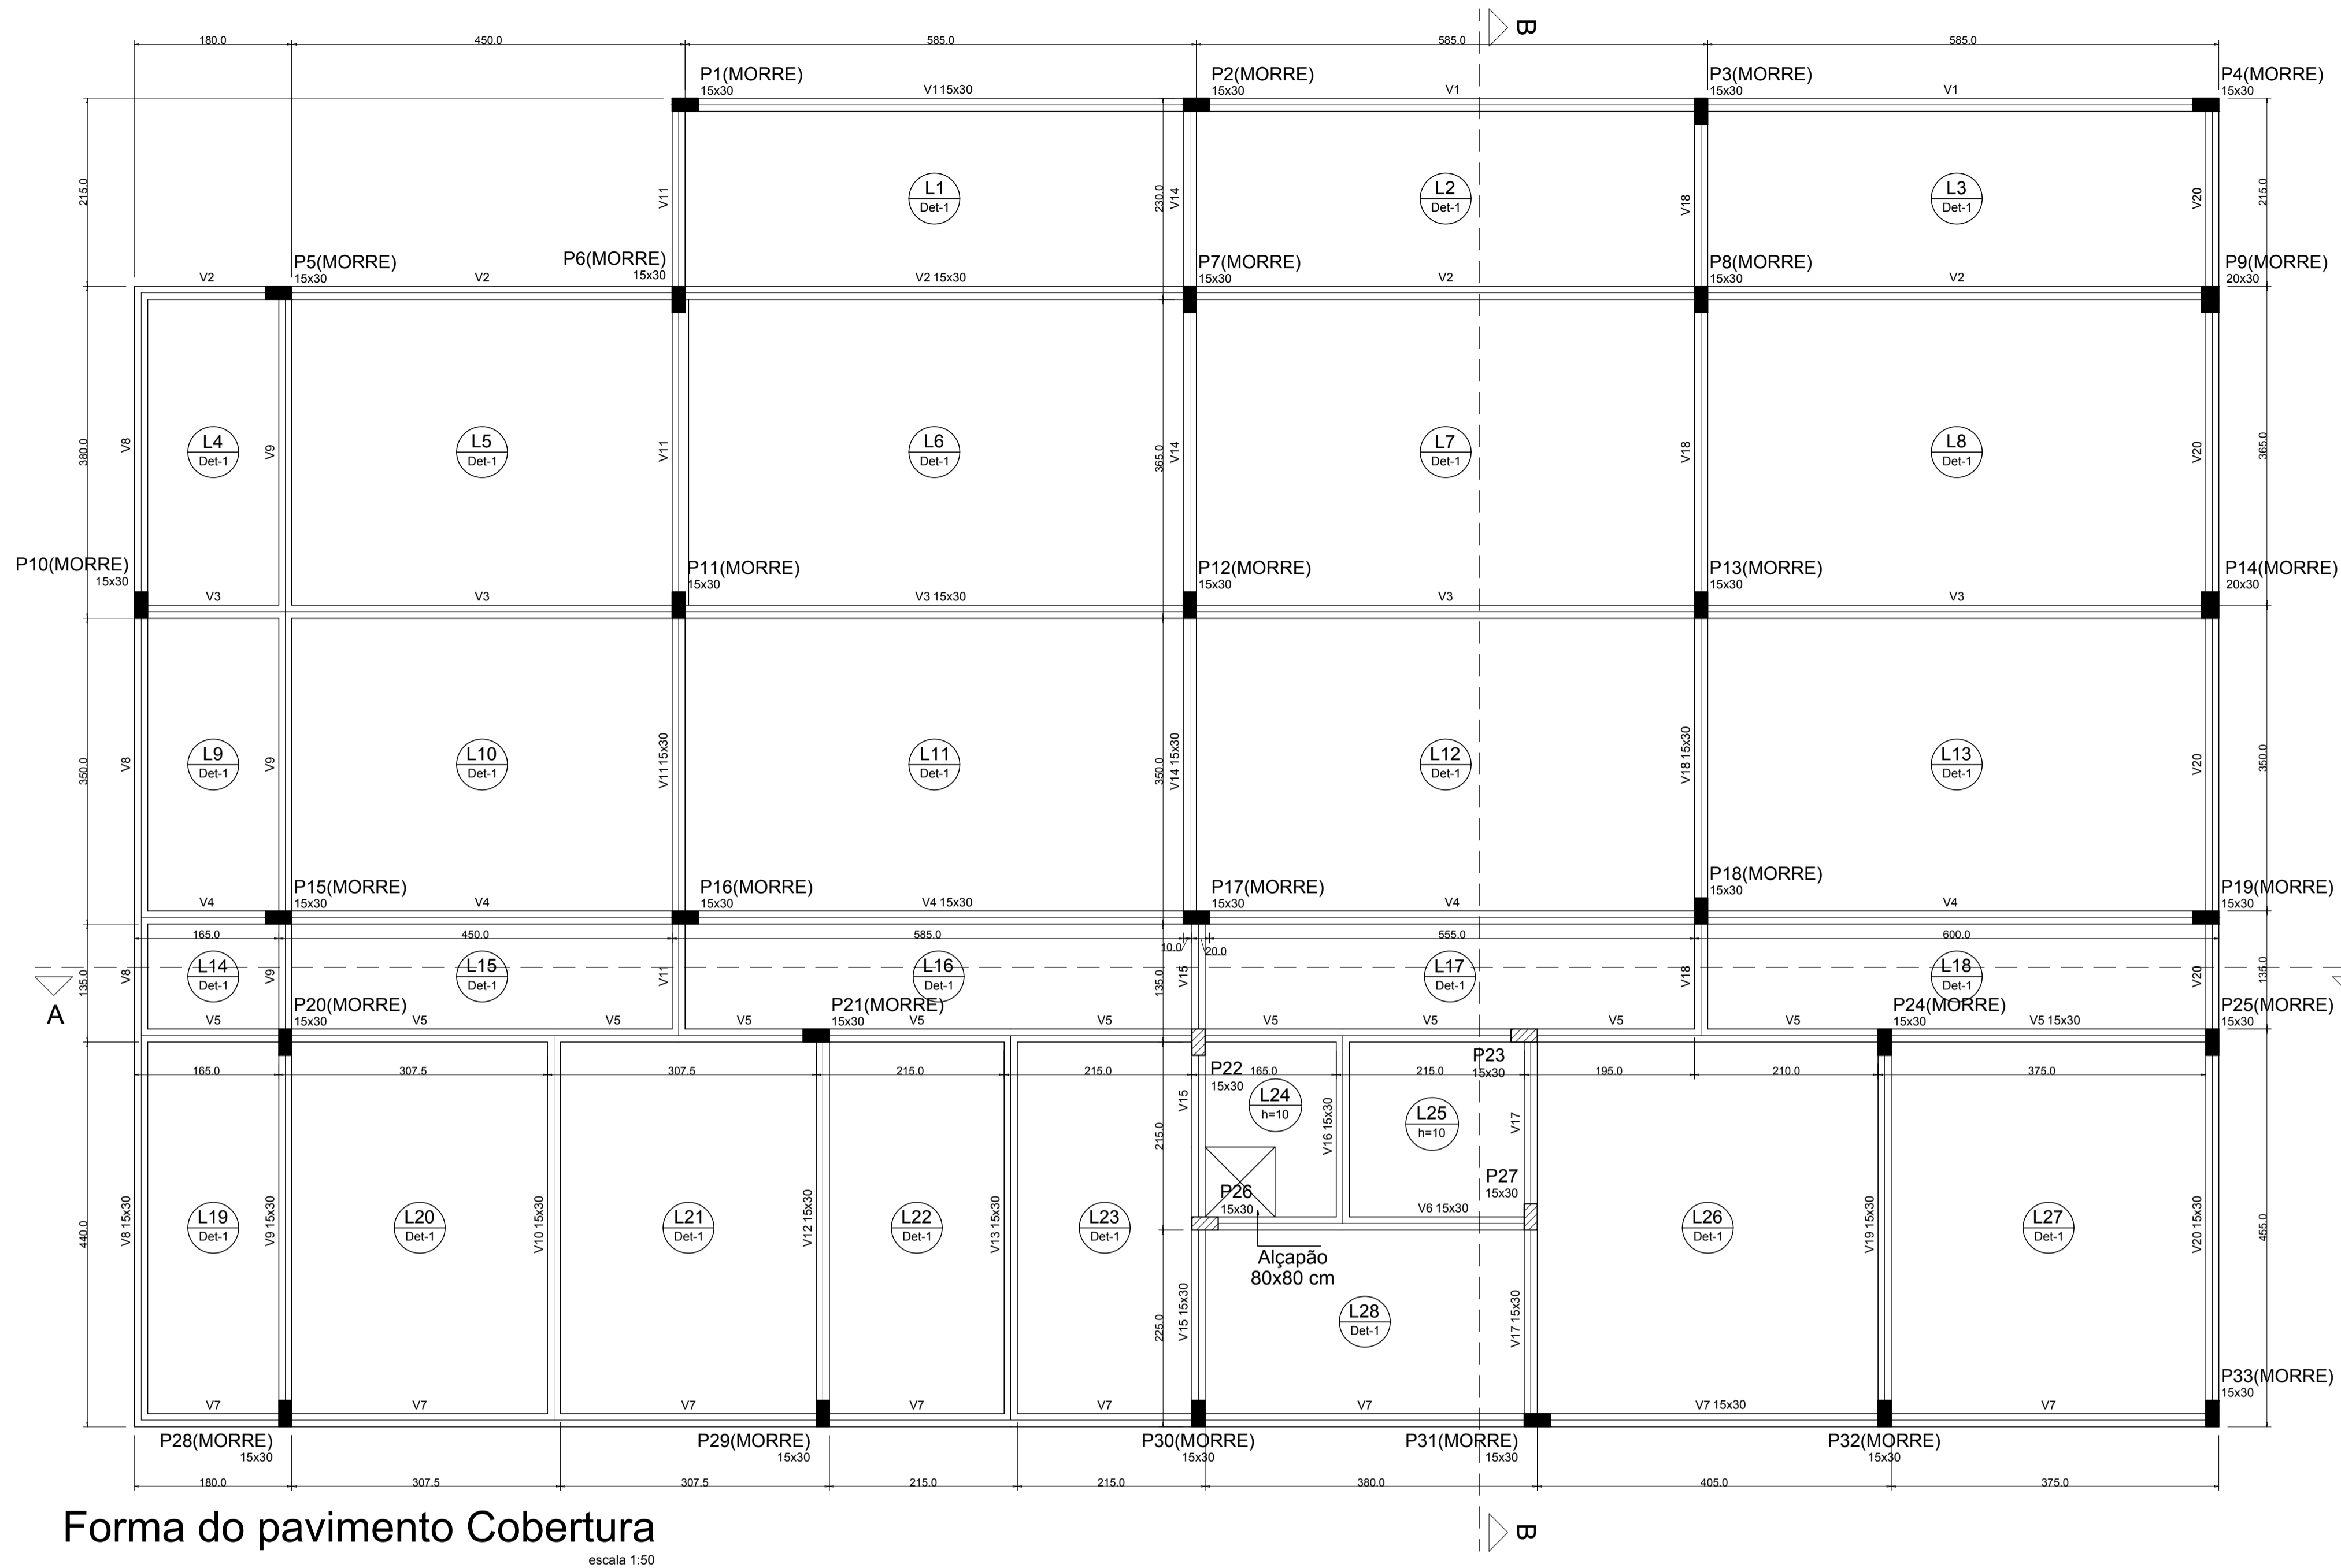 B
180.0 450.0 585.0 585.0 585.0
P1(MORRE) P2(MORRE) P3(MORRE) P4(MORRE)
15x30 V115x30 15x30 V1 15x30 V1 15x30
215.0 V11 L1 230.0 V14 L2 V18 L3 V20 215.0
Det-1 Det-1 Det-1
P5(MORRE) P6(MORRE) P7(MORRE) P8(MORRE) P9(MORRE)
V2 15x30 V2 15x30 V2 15x30 15x30 V2 15x30 V2 20x30
380.0 V8 L4 V9 L5 V11 L6 365.0 V14 L7 V18 L8 V20 365.0
Det-1 Det-1 Det-1 Det-1 Det-1
P10(MORRE) P11(MORRE) P12(MORRE) P13(MORRE) P14(MORRE)
15x30 15x30 15x30 15x30 20x30
V3 V3 V3 15x30 V3 V3
350.0 V8 L9 V9 L10 V11 15x30 L11 350.0 V14 15x30 L12 V18 15x30 L13 V20 350.0
Det-1 Det-1 Det-1 Det-1 Det-1
P15(MORRE) P16(MORRE) P17(MORRE) P18(MORRE) P19(MORRE)
V4 15x30 V4 15x30 V4 15x30 15x30 V4 15x30 V4 15x30
165.0 450.0 585.0 10.0 20.0 555.0 600.0
135.0 V8 L14 V9 L15 V11 L16 135.0 V15 L17 V18 L18 V20 135.0
Det-1 Det-1 Det-1 Det-1 Det-1
A
P20(MORRE) P21(MORRE) P24(MORRE) P25(MORRE)
V5 15x30 V5 V5 V5 15x30 V5 V5 V5 V5 V5 V5 15x30 V5 15x30 15x30
P22 P23
15x30 15x30
165.0 307.5 307.5 215.0 215.0 165.0 215.0 195.0 210.0 375.0
V15 215.0 L24 V16 15x30 L25 V17
h=10 h=10
P26 P27
15x30 V6 15x30 15x30
440.0 V8 15x30 L19 V9 15x30 L20 V10 15x30 L21 V12 15x30 L22 V13 15x30 L23 L26 V19 15x30 L27 V20 15x30 455.0
Det-1 Det-1 Det-1 Det-1 Det-1 Det-1 Det-1
Alçapão
80x80 cm
225.0 V15 15x30 L28 V17 15x30
Det-1
V7 V7 V7 V7 V7 V7 V7 15x30 V7
P33(MORRE)
15x30
P28(MORRE) P29(MORRE) P30(MORRE) P31(MORRE) P32(MORRE)
15x30 15x30 15x30 15x30 15x30
180.0 307.5 307.5 215.0 215.0 380.0 405.0 375.0
Forma do pavimento Cobertura
escala 1:50
B